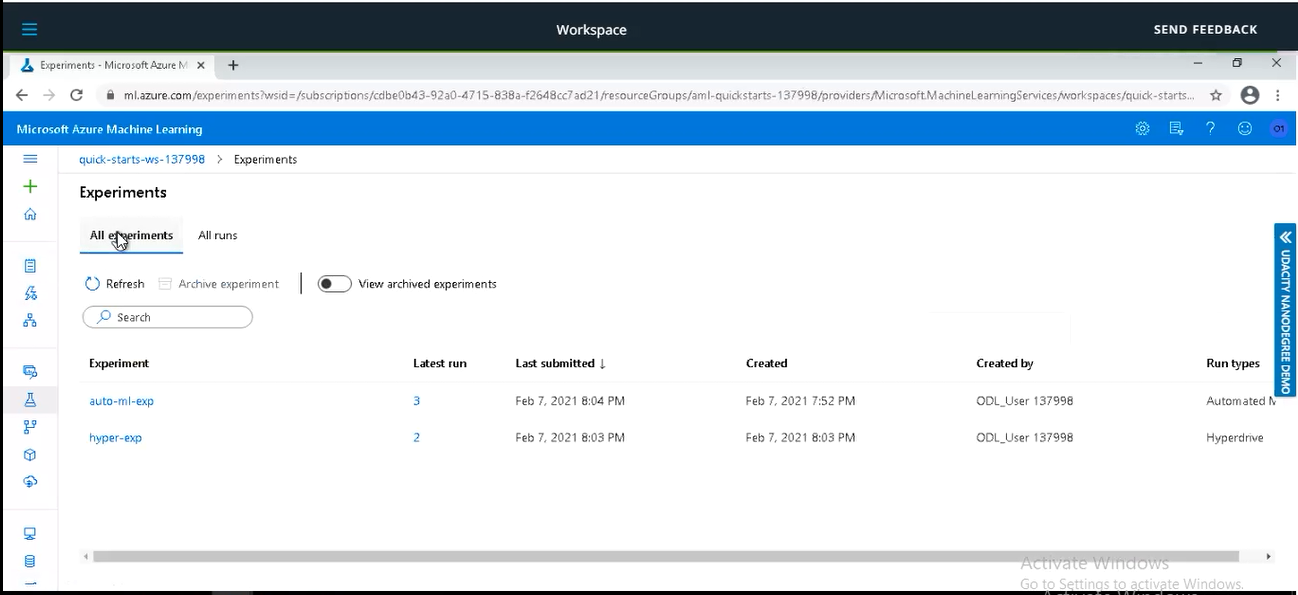 Workspace
SEND FEEDBACK
Experiments - Microsoft Azure M
ml.azure.com/experiments?wsid=/subscriptions/cdbe0b43-92a0-4715-838a-f2648cc7ad21/resourceGroups/aml-quickstarts-137998/providers/Microsoft.MachineLearningServices/workspaces/quick-starts...
Microsoft Azure Machine Learning
O1
quick-starts-ws-137998 > Experiments
Experiments
All experiments All runs
Refresh Archive experiment View archived experiments
Search
UDACITY NANODEGREE DEMO
Experiment Latest run Last submitted ↓ Created Created by Run types
auto-ml-exp 3 Feb 7, 2021 8:04 PM Feb 7, 2021 7:52 PM ODL_User 137998 Automated M
hyper-exp 2 Feb 7, 2021 8:03 PM Feb 7, 2021 8:03 PM ODL_User 137998 Hyperdrive
Activate Windows
Go to Settings to activate Windows.
Activate Windows